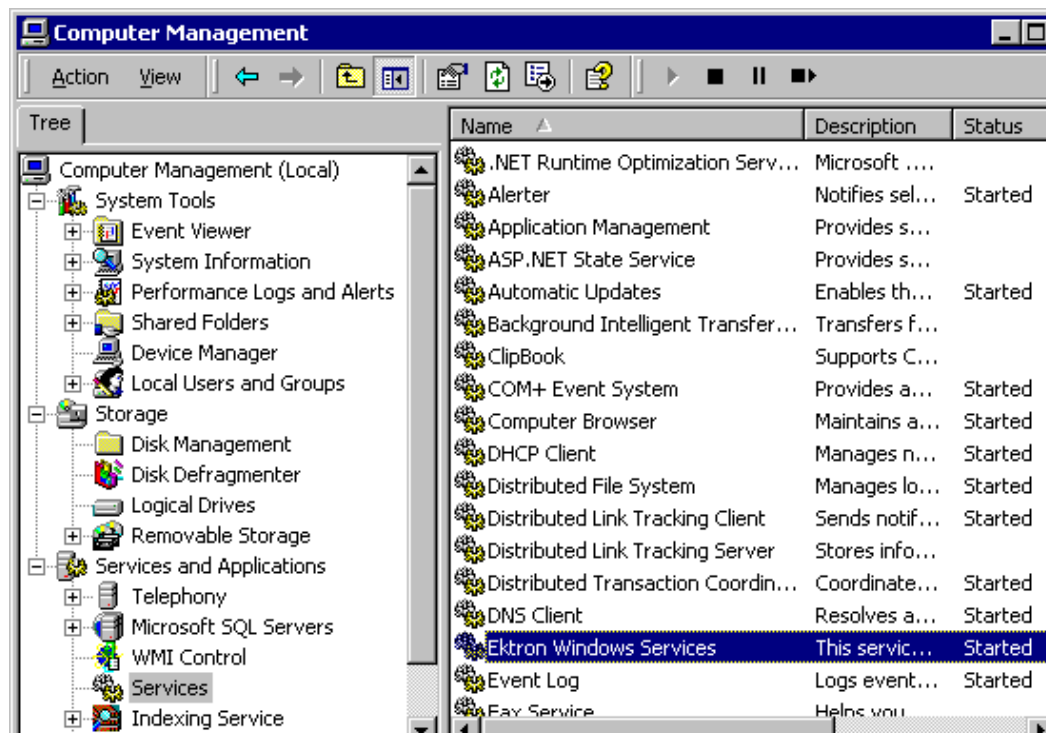 Computer Management
Action View
Tree
Computer Management (Local)
System Tools
Event Viewer
System Information
Performance Logs and Alerts
Shared Folders
Device Manager
Local Users and Groups
Storage
Disk Management
Disk Defragmenter
Logical Drives
Removable Storage
Services and Applications
Telephony
Microsoft SQL Servers
WMI Control
Services
Indexing Service
Name Description Status
.NET Runtime Optimization Serv... Microsoft ....
Alerter Notifies sel... Started
Application Management Provides s...
ASP.NET State Service Provides s...
Automatic Updates Enables th... Started
Background Intelligent Transfer... Transfers f...
ClipBook Supports C...
COM+ Event System Provides a... Started
Computer Browser Maintains a... Started
DHCP Client Manages n... Started
Distributed File System Manages lo... Started
Distributed Link Tracking Client Sends notif... Started
Distributed Link Tracking Server Stores info...
Distributed Transaction Coordin... Coordinate... Started
DNS Client Resolves a... Started
Ektron Windows Services This servic... Started
Event Log Logs event... Started
Fax Service Helps you